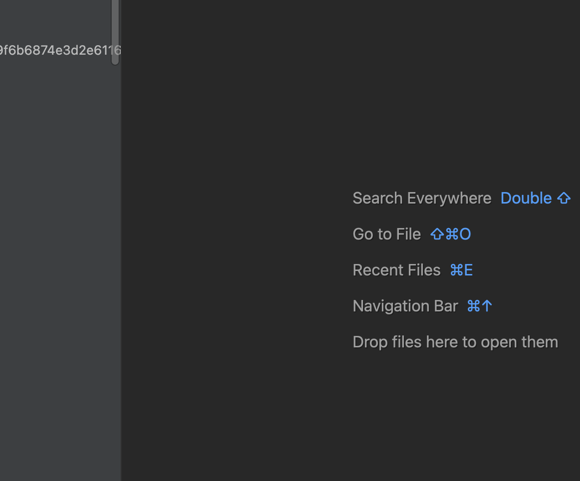 9f6b6874e3d2e6116
Search Everywhere Double ⇧
Go to File ⇧⌘O
Recent Files ⌘E
Navigation Bar ⌘↑
Drop files here to open them